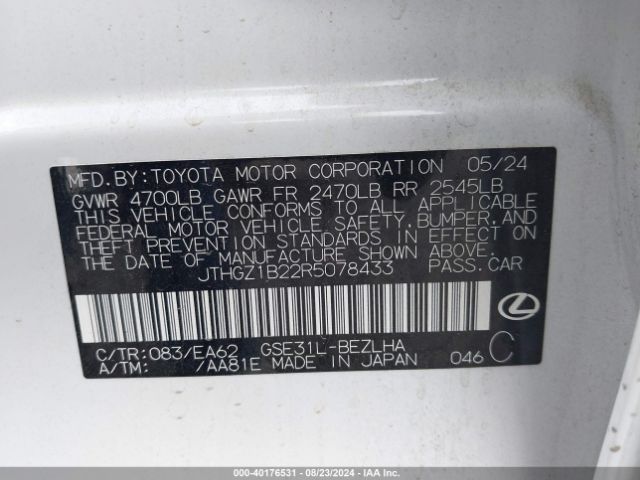 MFD.BY:TOYOTA MOTOR CORPORATION 05/24
GVWR 4700LB GAWR FR 2470LB RR 2545LB
THIS VEHICLE CONFORMS TO ALL APPLICABLE
FEDERAL MOTOR VEHICLE SAFETY,BUMPER,AND
THEFT PREVENTION STANDARDS IN EFFECT ON
THE DATE OF MANUFACTURE SHOWN ABOVE.
JTHGZ1B22R5078433 PASS.CAR
C/TR:083/EA62 GSE31L-BEZLHA
A/TM: /AA81E MADE IN JAPAN 046 C
000-40176531 - 08/23/2024 - IAA Inc.